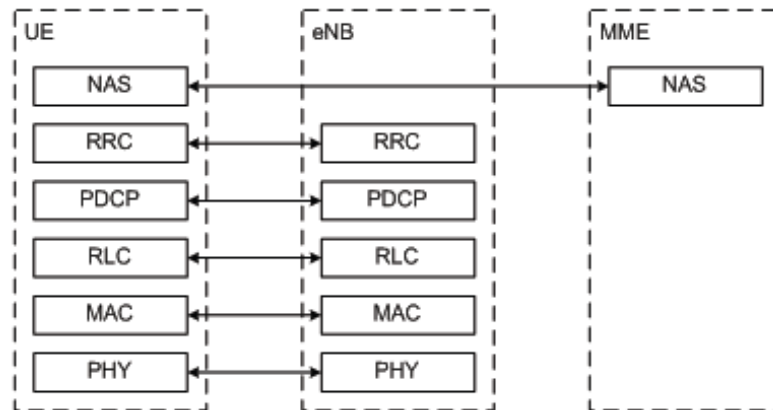 UE eNB MME
NAS NAS
RRC RRC
PDCP PDCP
RLC RLC
MAC MAC
PHY PHY